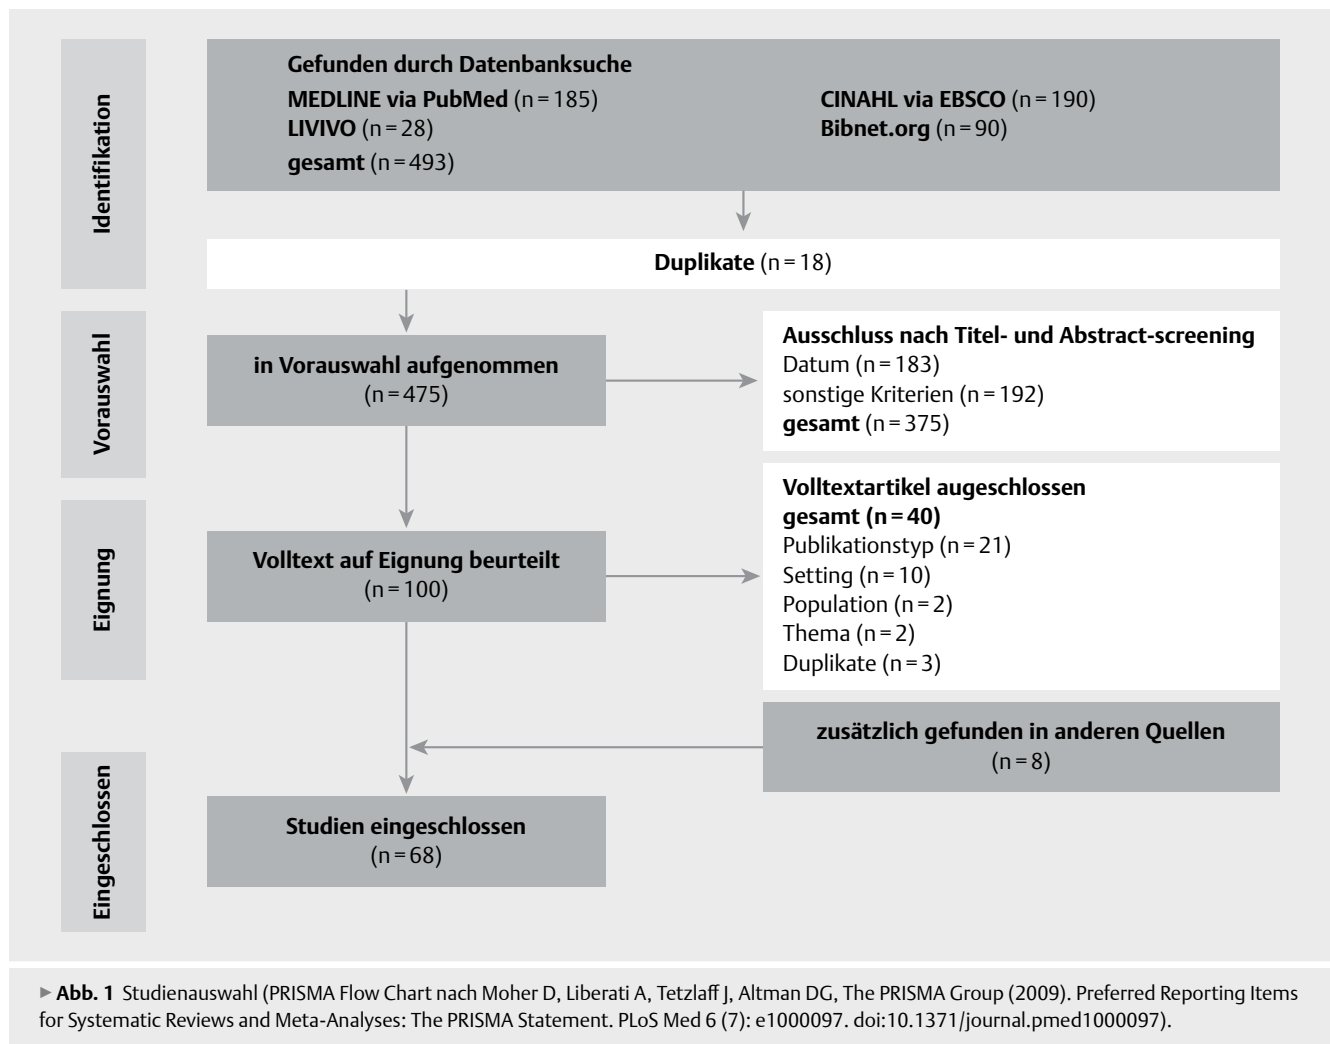 Identifikation
Gefunden durch Datenbanksuche
MEDLINE via PubMed (n = 185)
LIVIVO (n = 28)
gesamt (n = 493)
CINAHL via EBSCO (n = 190)
Bibnet.org (n = 90)
Duplikate (n = 18)
Vorauswahl
in Vorauswahl aufgenommen
(n = 475)
Ausschluss nach Titel- und Abstract-screening
Datum (n = 183)
sonstige Kriterien (n = 192)
gesamt (n = 375)
Eignung
Volltext auf Eignung beurteilt
(n = 100)
Volltextartikel augeschlossen
gesamt (n = 40)
Publikationstyp (n = 21)
Setting (n = 10)
Population (n = 2)
Thema (n = 2)
Duplikate (n = 3)
zusätzlich gefunden in anderen Quellen
(n = 8)
Eingeschlossen
Studien eingeschlossen
(n = 68)
▶ Abb. 1 Studienauswahl (PRISMA Flow Chart nach Moher D, Liberati A, Tetzlaff J, Altman DG, The PRISMA Group (2009). Preferred Reporting Items
for Systematic Reviews and Meta-Analyses: The PRISMA Statement. PLoS Med 6 (7): e1000097. doi:10.1371/journal.pmed1000097).